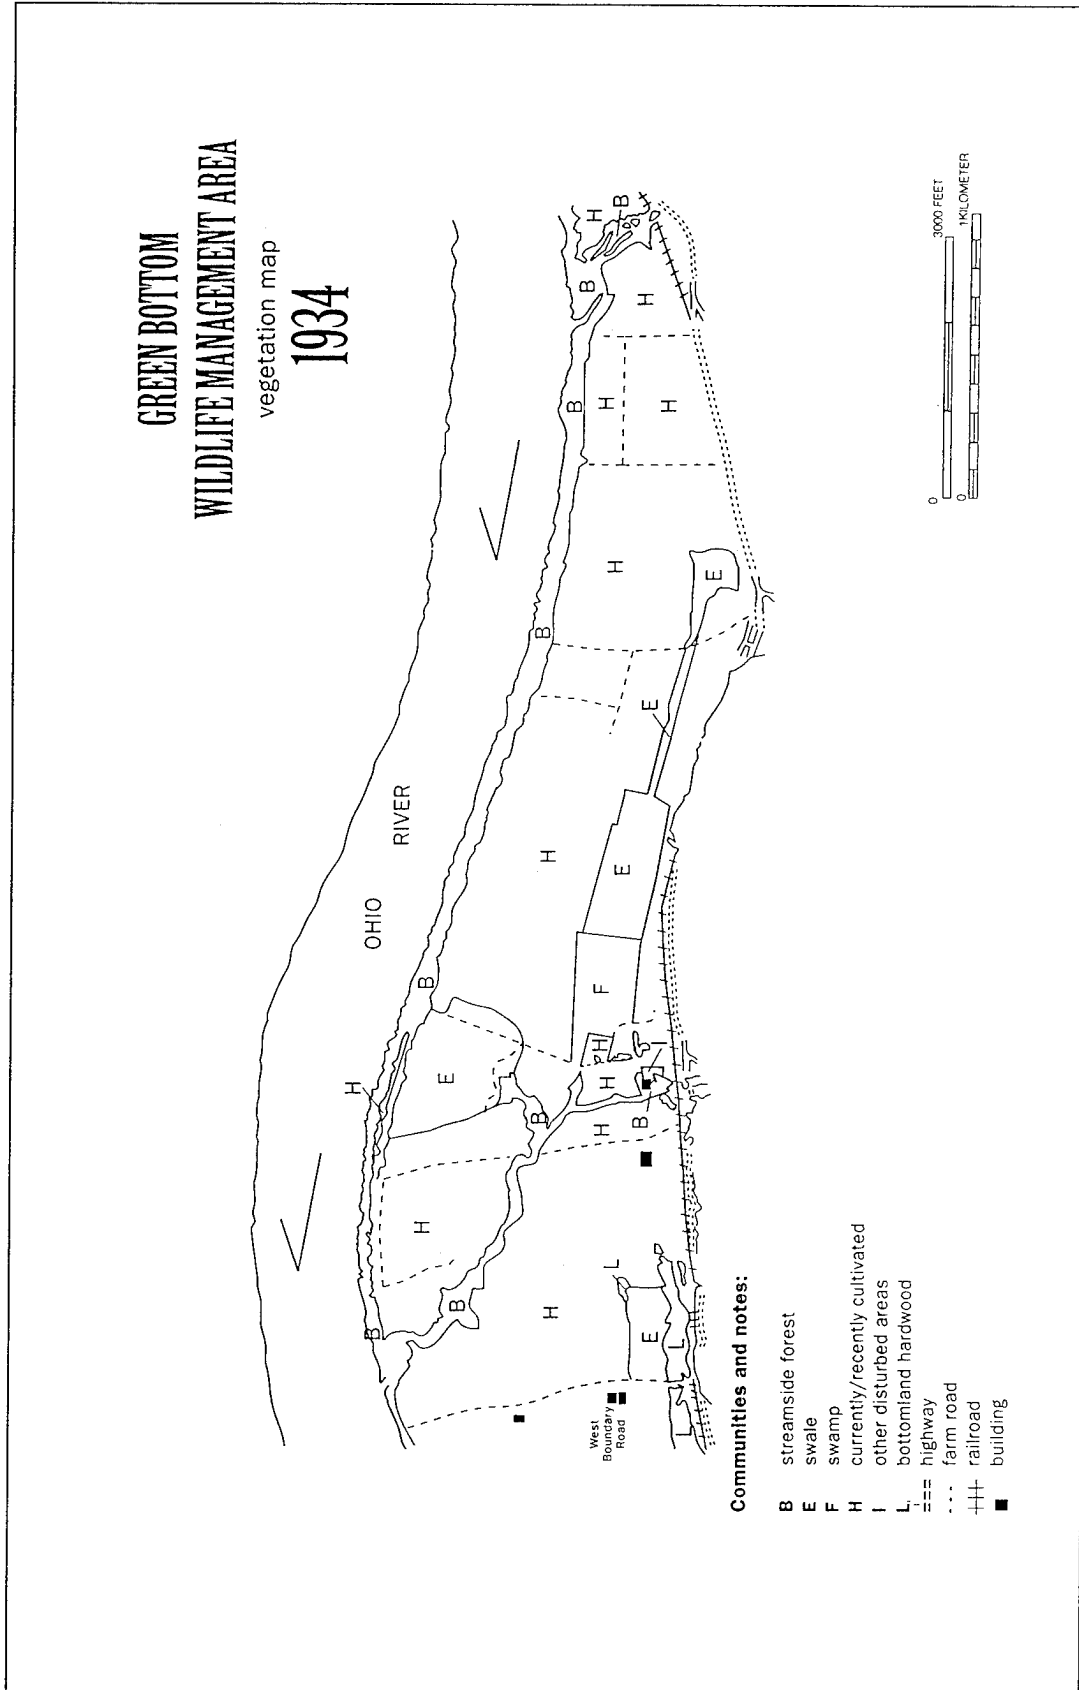 GREEN BOTTOM
WILDLIFE MANAGEMENT AREA
vegetation map
1934
OHIO RIVER
H
B
B
H
B
H
H
H
B
E
E
H
E
B
F
H
E
H
H
I
B
H
B
H
B
B
H
L
E
L
L
West
Boundary
Road
0 3000 FEET
0 1KILOMETER
Communities and notes:
B streamside forest
E swale
F swamp
H currently/recently cultivated
I other disturbed areas
L bottomland hardwood
highway
farm road
railroad
building